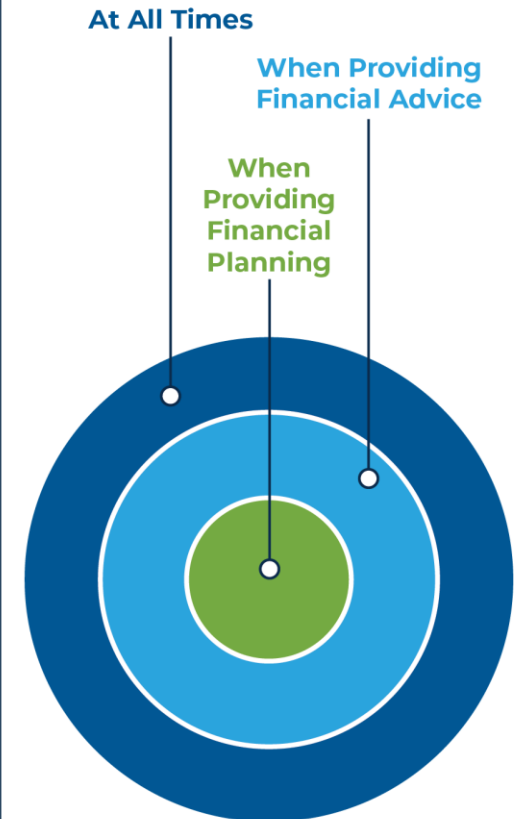 At All Times
When Providing
Financial Advice
When
Providing
Financial
Planning